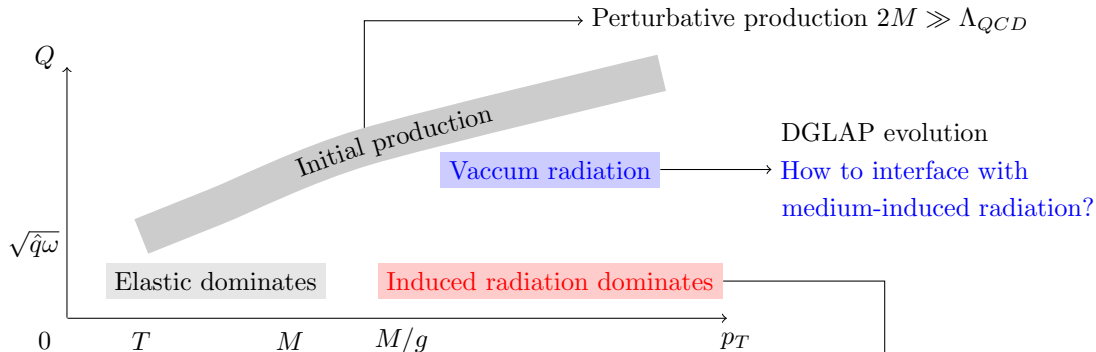 Perturbative production 2M ≫ Λ_QCD
Q
Initial production
DGLAP evolution
Vaccum radiation
How to interface with
medium-induced radiation?
√q̂ω
Elastic dominates
Induced radiation dominates
0 T M M/g p_T